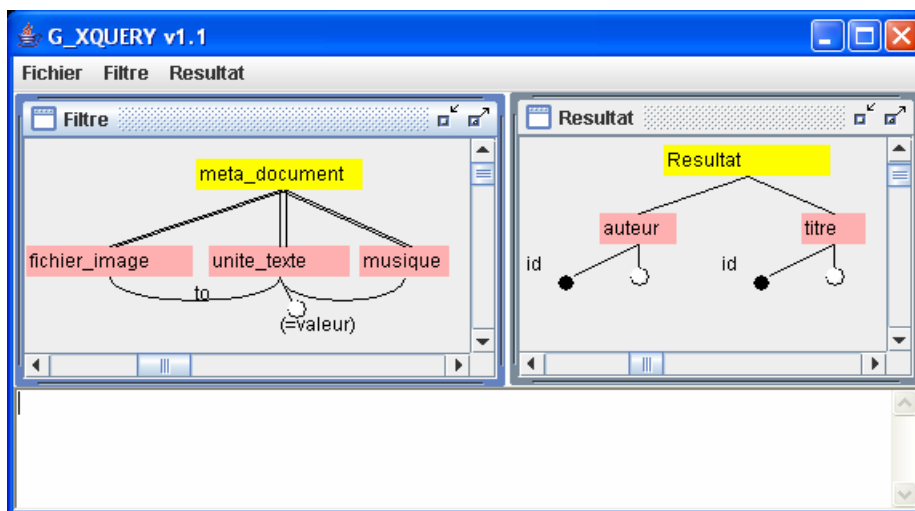 G_XQUERY v1.1
Fichier Filtre Resultat
Filtre
meta_document
fichier_image unite_texte musique
to
(=valeur)
Resultat
Resultat
auteur titre
id id